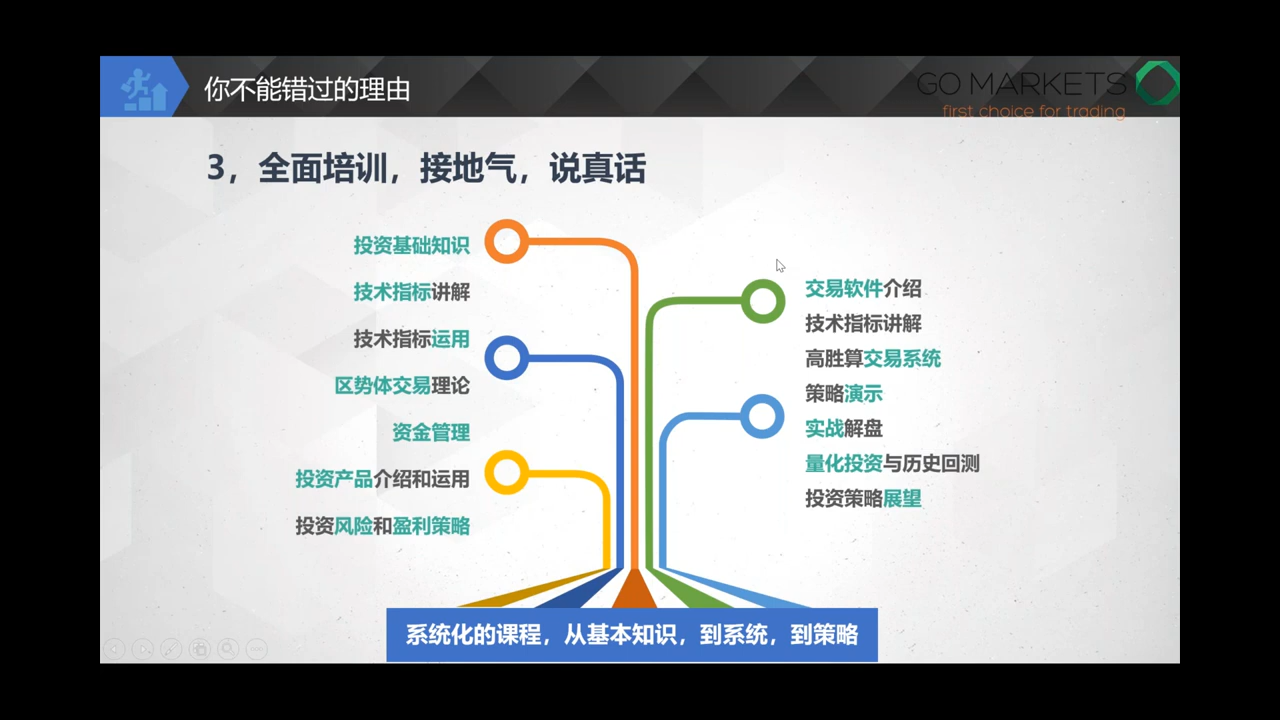 你不能错过的理由
GO MARKETS
first choice for trading
3，全面培训，接地气，说真话
投资基础知识
技术指标讲解
技术指标运用
区势体交易理论
资金管理
投资产品介绍和运用
投资风险和盈利策略
交易软件介绍
技术指标讲解
高胜算交易系统
策略演示
实战解盘
量化投资与历史回测
投资策略展望
系统化的课程，从基本知识，到系统，到策略